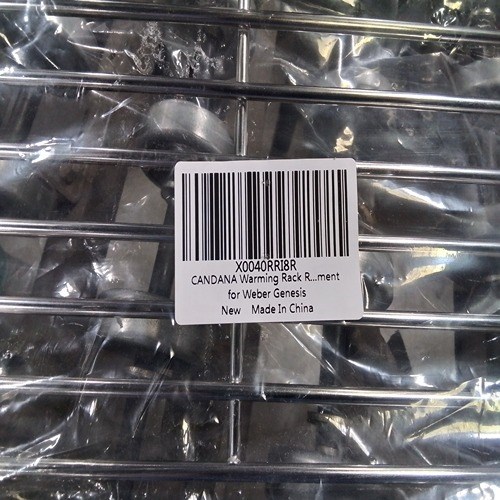 X0040RRI8R
CANDANA Warming Rack R...ment
for Weber Genesis
New Made In China